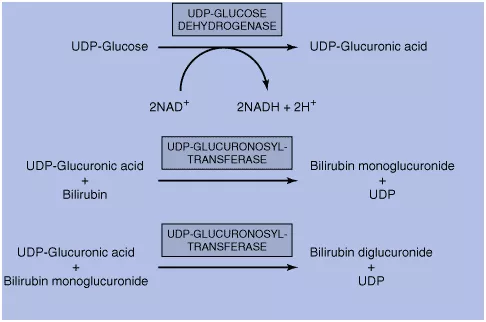 UDP-GLUCOSE
DEHYDROGENASE
UDP-Glucose
UDP-Glucuronic acid
2NAD+
2NADH + 2H+
UDP-GLUCURONOSYL-
TRANSFERASE
UDP-Glucuronic acid
+
Bilirubin
Bilirubin monoglucuronide
+
UDP
UDP-GLUCURONOSYL-
TRANSFERASE
UDP-Glucuronic acid
+
Bilirubin monoglucuronide
Bilirubin diglucuronide
+
UDP